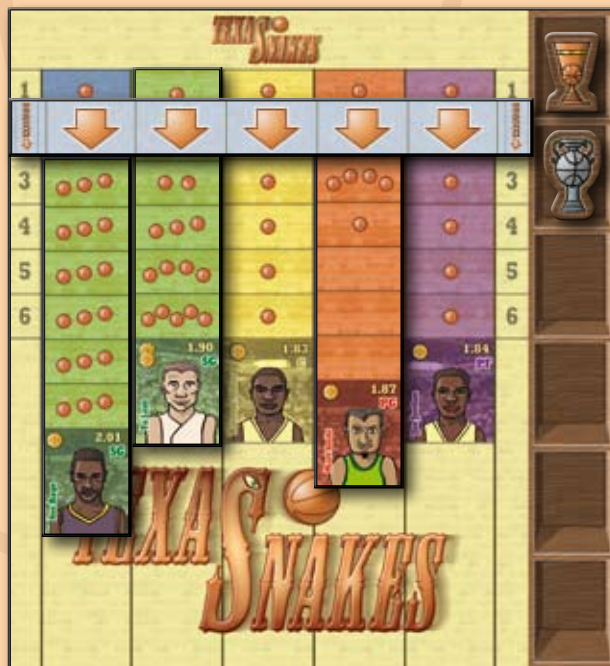 TEXAS SNAKES
1 1
3 3
4 4
5 5
6 6
1.90 1.83 1.84
SG C PF
1.87
PG
2.01
SG
TEXAS
SNAKES